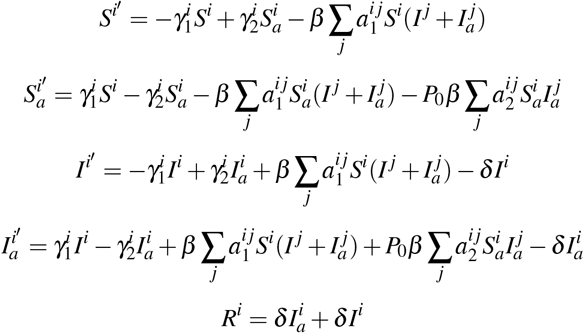 S^{i'} = −γ_1^i S^i + γ_2^i S_a^i − β ∑_j a_1^{ij} S^i (I^j + I_a^j)
S_a^{i'} = γ_1^i S^i − γ_2^i S_a^i − β ∑_j a_1^{ij} S_a^i (I^j + I_a^j) − P_0 β ∑_j a_2^{ij} S_a^i I_a^j
I^{i'} = −γ_1^i I^i + γ_2^i I_a^i + β ∑_j a_1^{ij} S^i (I^j + I_a^j) − δ I^i
I_a^{i'} = γ_1^i I^i − γ_2^i I_a^i + β ∑_j a_1^{ij} S^i (I^j + I_a^j) + P_0 β ∑_j a_2^{ij} S_a^i I_a^j − δ I_a^i
R^i = δ I_a^i + δ I^i